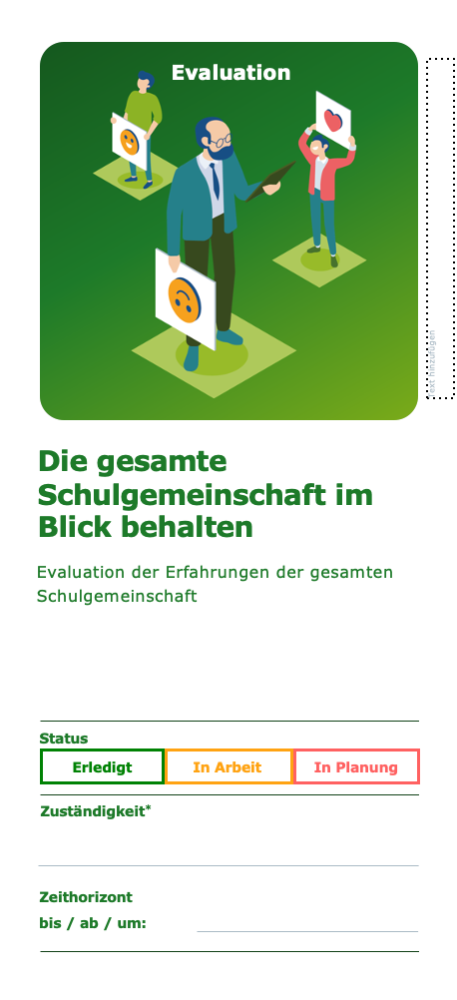 Evaluation
Text hinzufügen
Die gesamte
Schulgemeinschaft im
Blick behalten
Evaluation der Erfahrungen der gesamten
Schulgemeinschaft
Status
Erledigt In Arbeit In Planung
Zuständigkeit*
Zeithorizont
bis / ab / um: